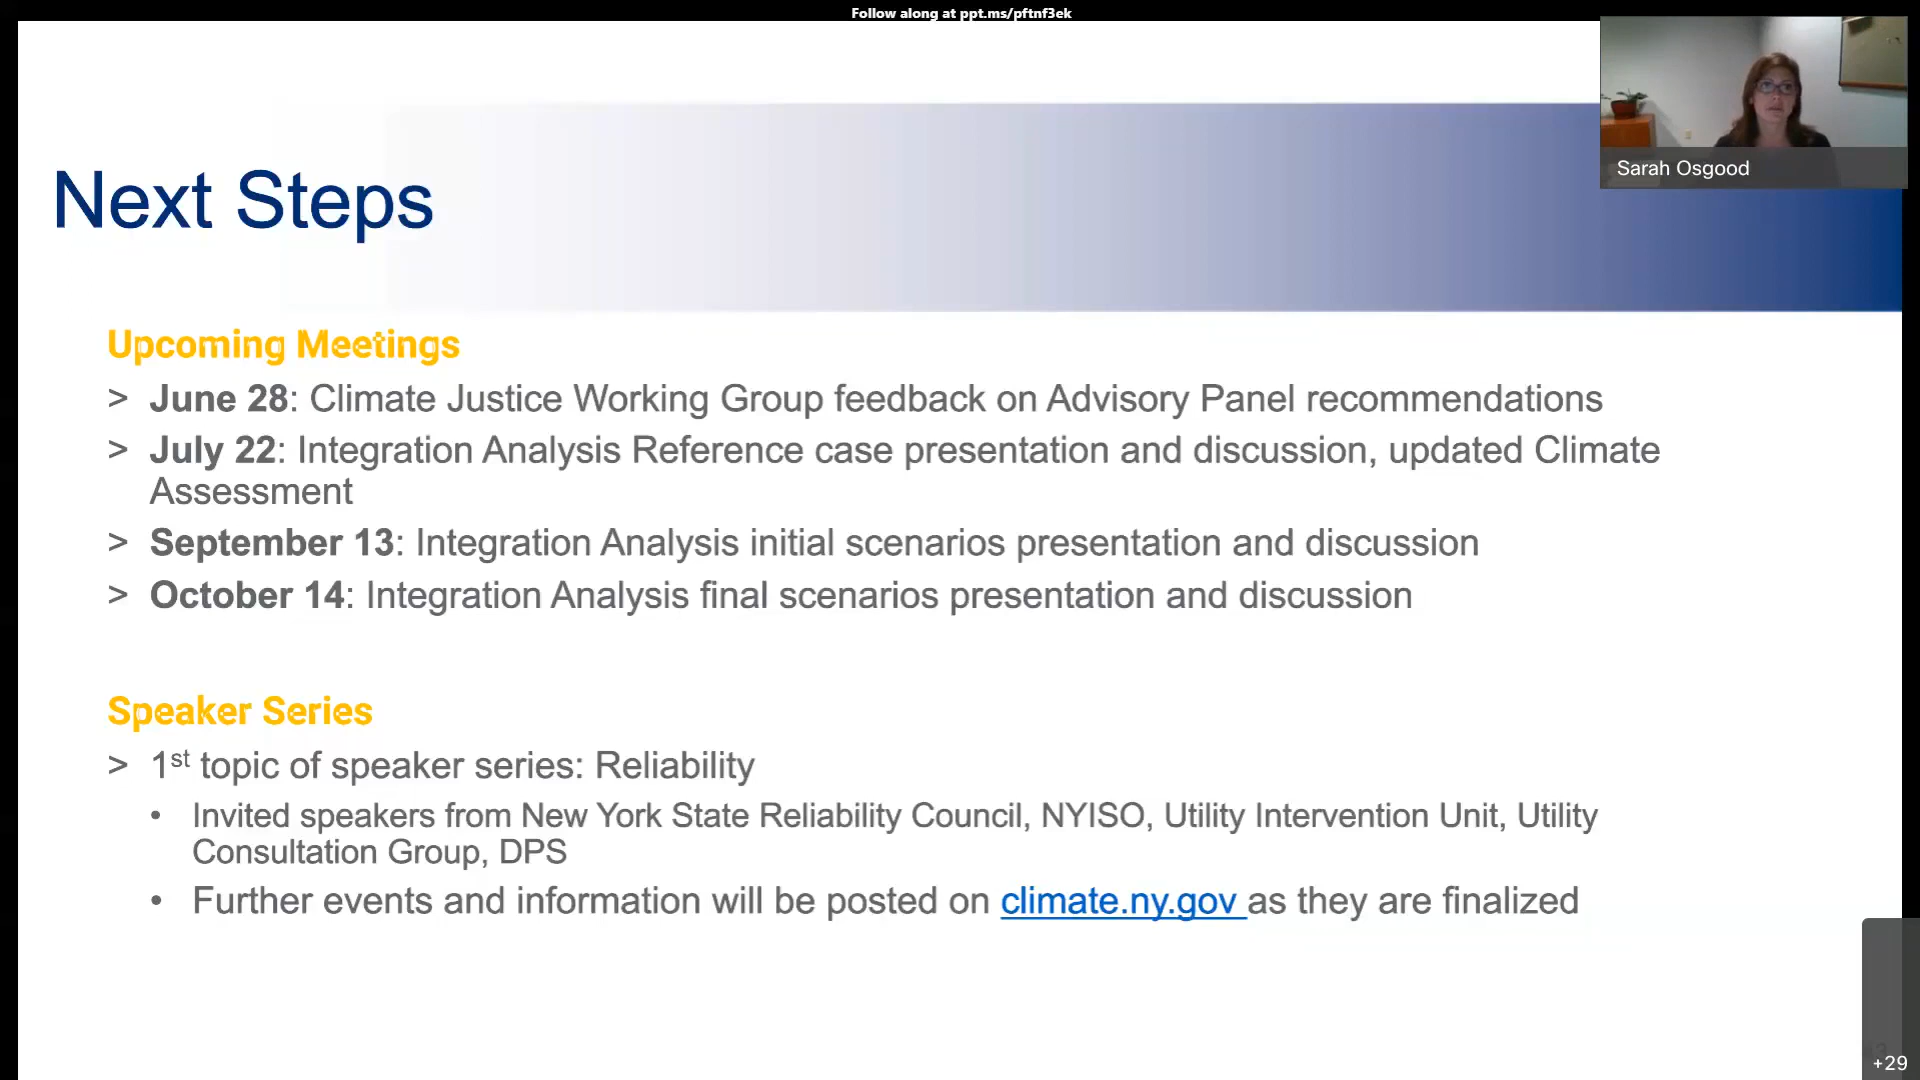 Follow along at ppt.ms/pftnf3ek
Sarah Osgood
Next Steps
Upcoming Meetings
> June 28: Climate Justice Working Group feedback on Advisory Panel recommendations
> July 22: Integration Analysis Reference case presentation and discussion, updated Climate
Assessment
> September 13: Integration Analysis initial scenarios presentation and discussion
> October 14: Integration Analysis final scenarios presentation and discussion
Speaker Series
> 1st topic of speaker series: Reliability
• Invited speakers from New York State Reliability Council, NYISO, Utility Intervention Unit, Utility
Consultation Group, DPS
• Further events and information will be posted on climate.ny.gov as they are finalized
+29